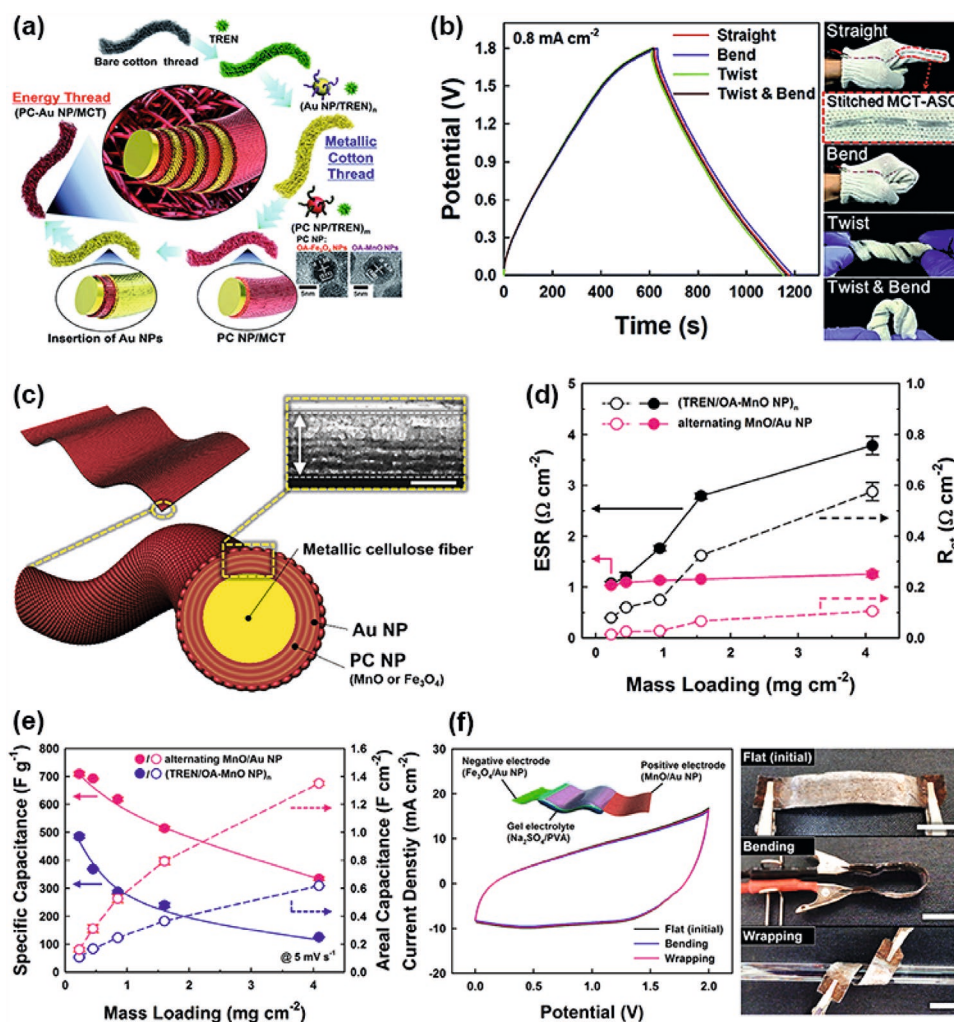 (a)
TREN
Bare cotton thread
Energy Thread
(PC-Au NP/MCT)
(Au NP/TREN)n
Metallic
Cotton
Thread
(PC NP/TREN)m
PC NP:
OA-Fe3O4 NPs OA-MnO NPs
5nm 5nm
Insertion of Au NPs
PC NP/MCT
(b)
0.8 mA cm-2
Straight
Bend
Twist
Twist & Bend
Potential (V)
1.8
1.6
1.2
0.9
0.6
0.3
0.0
0 200 400 600 800 1000 1200
Time (s)
Straight
Stitched MCT-ASC
Bend
Twist
Twist & Bend
(c)
Metallic cellulose fiber
Au NP
PC NP
(MnO or Fe3O4)
(d)
(TREN/OA-MnO NP)n
alternating MnO/Au NP
ESR (Ω cm-2)
5
4
3
2
1
0
1.0
0.8
0.6
0.4
0.2
0.0
Rct (Ω cm-2)
0 1 2 3 4
Mass Loading (mg cm-2)
(e)
alternating MnO/Au NP
(TREN/OA-MnO NP)n
Specific Capacitance (F g-1)
800
700
600
500
400
300
200
100
0
1.6
1.4
1.2
1.0
0.8
0.6
0.4
0.2
0.0
Areal Capacitance (F cm-2)
@ 5 mV s-1
0 1 2 3 4 5
Mass Loading (mg cm-2)
(f)
Current Denstiy (mA cm-2)
30
20
10
0
-10
-20
Negative electrode
(Fe3O4/Au NP)
Positive electrode
(MnO/Au NP)
Gel electrolyte
(Na2SO4/PVA)
Flat (initial)
Bending
Wrapping
0.0 0.5 1.0 1.5 2.0
Potential (V)
Flat (initial)
Bending
Wrapping